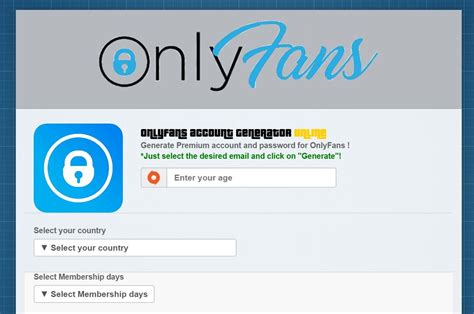 OnlyFans
ONLYFANS ACCOUNT GENERATOR ONLINE
Generate Premium account and password for OnlyFans !
*Just select the desired email and click on "Generate"!
Enter your age
Select your country
▼ Select your country
Select Membership days
▼ Select Membership days